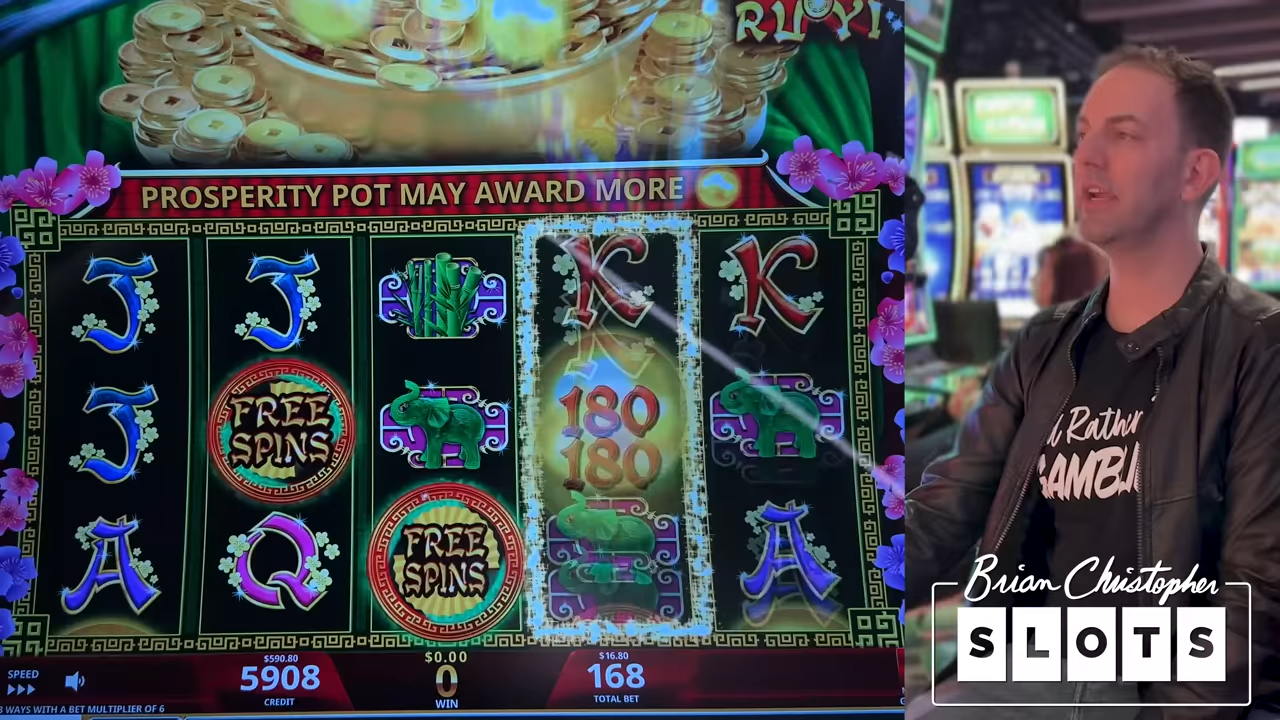 RUYI
PROSPERITY POT MAY AWARD MORE
J J K K
FREE
SPINS
180
180
J
A Q A
FREE
SPINS
SPEED
$590.80
5908
CREDIT
$0.00
0
WIN
$16.80
168
TOTAL BET
WAYS WITH A BET MULTIPLIER OF 6
Rather
GAMBL
Brian Christopher
SLOTS